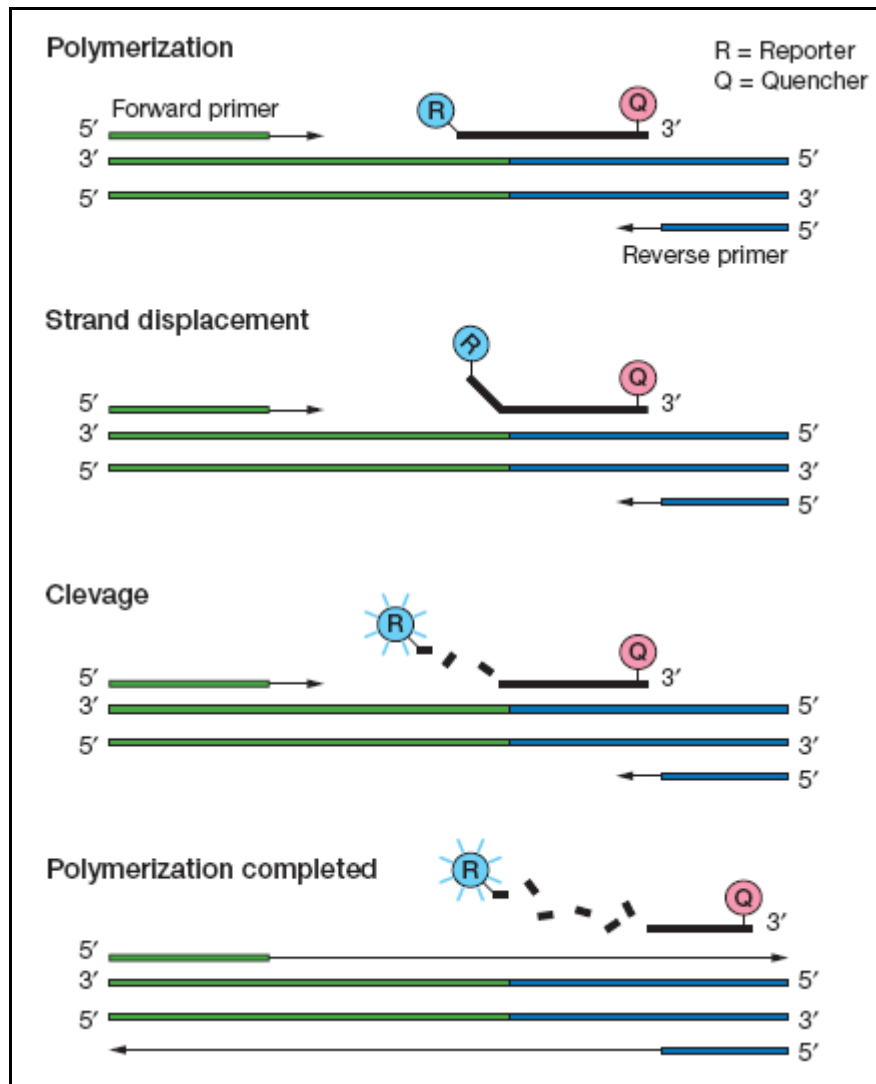 Polymerization
R = Reporter
Q = Quencher
Forward primer
R
Q
5′ 3′
3′ 5′
5′ 3′
5′
Reverse primer
Strand displacement
R
Q
5′ 3′
3′ 5′
5′ 3′
5′
Clevage
R
Q
5′ 3′
3′ 5′
5′ 3′
5′
Polymerization completed
R
Q
3′
5′
3′ 5′
5′ 3′
5′